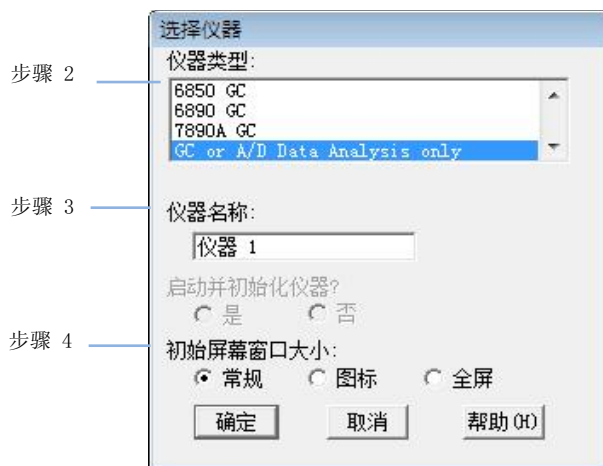 选择仪器
步骤 2
仪器类型:
6850 GC
6890 GC
7890A GC
GC or A/D Data Analysis only
步骤 3
仪器名称:
仪器 1
启动并初始化仪器?
是 否
步骤 4
初始屏幕窗口大小:
常规 图标 全屏
确定 取消 帮助(H)